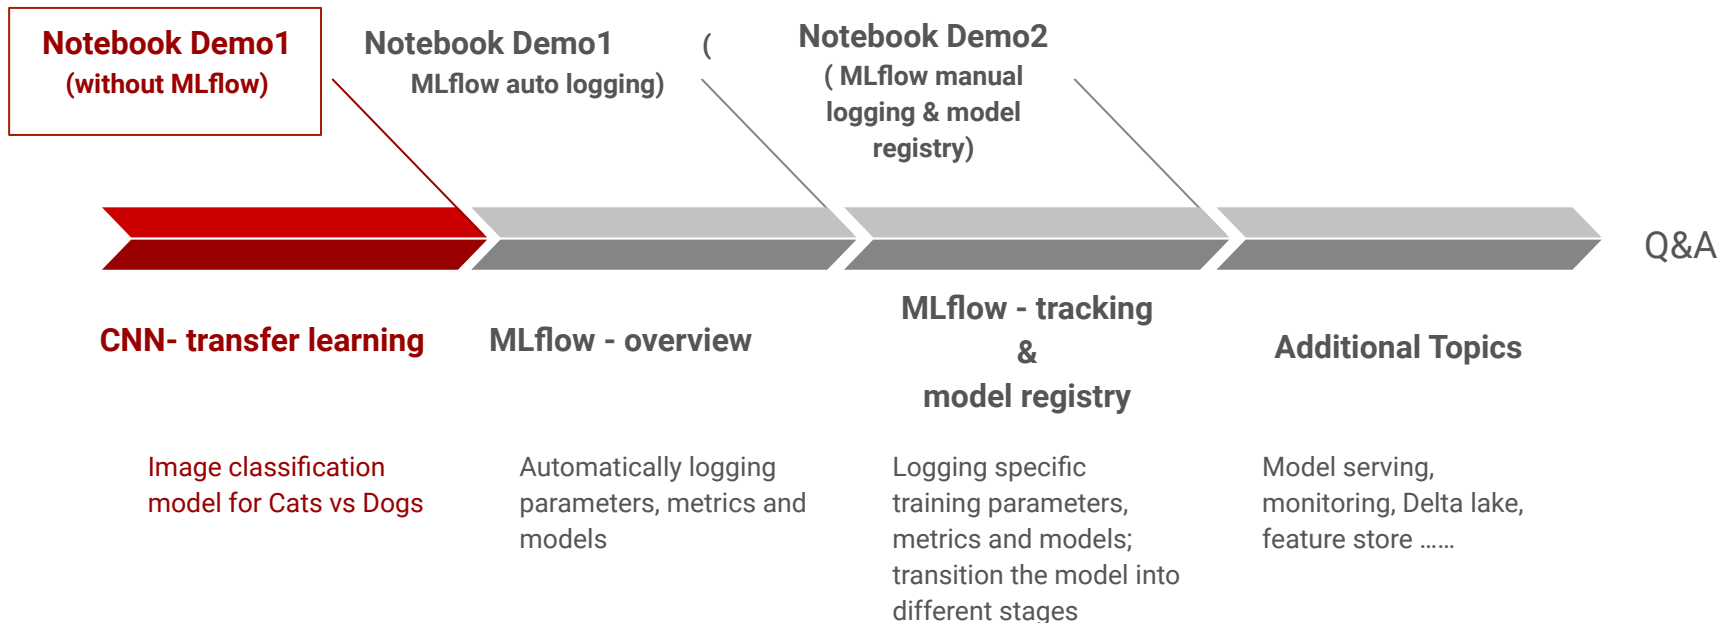 Notebook Demo1
(without MLflow)
Notebook Demo1 (
MLflow auto logging)
Notebook Demo2
( MLflow manual
logging & model
registry)
Q&A
CNN- transfer learning
Image classification
model for Cats vs Dogs
MLflow - overview
Automatically logging
parameters, metrics and
models
MLflow - tracking
&
model registry
Logging specific
training parameters,
metrics and models;
transition the model into
different stages
Additional Topics
Model serving,
monitoring, Delta lake,
feature store ......